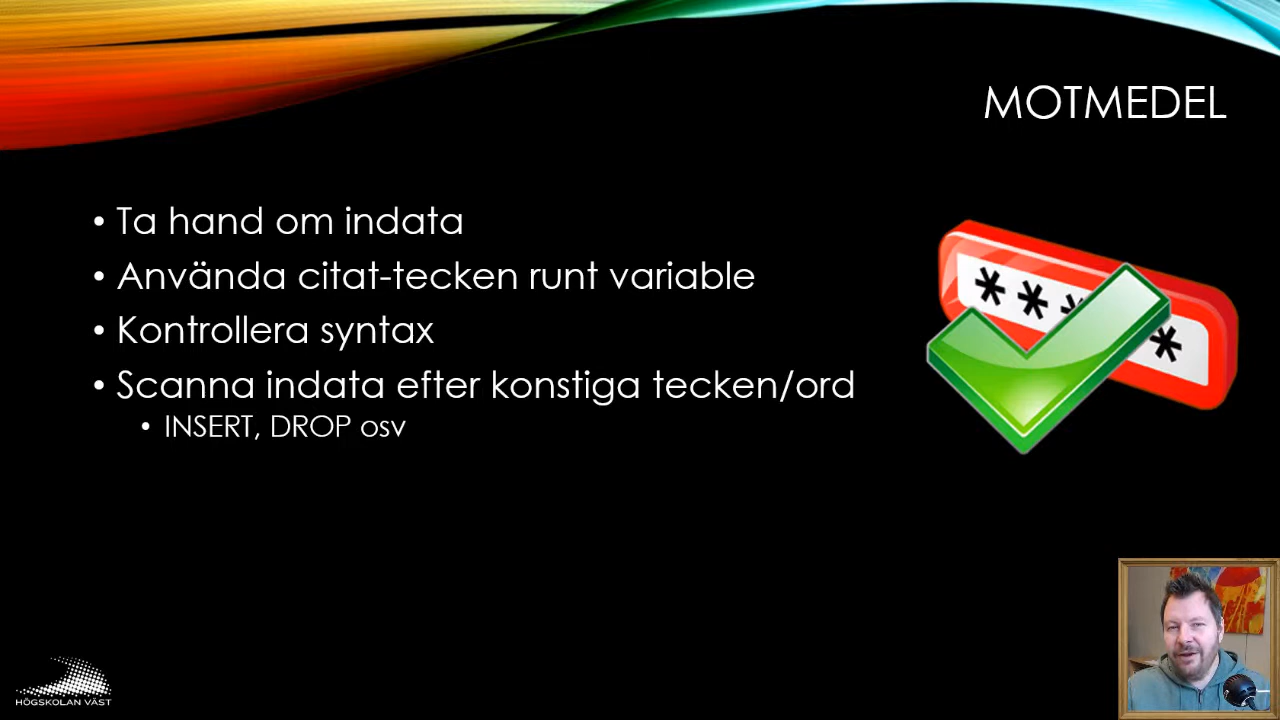 MOTMEDEL
• Ta hand om indata
• Använda citat-tecken runt variable
• Kontrollera syntax
• Scanna indata efter konstiga tecken/ord
• INSERT, DROP osv
HÖGSKOLAN VÄST